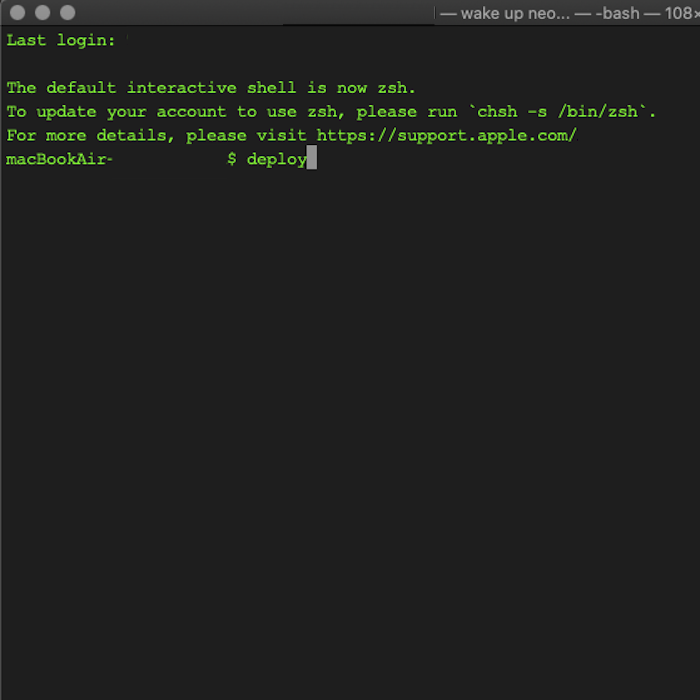 — wake up neo... — -bash — 108×
Last login:
The default interactive shell is now zsh.
To update your account to use zsh, please run `chsh -s /bin/zsh`.
For more details, please visit https://support.apple.com/
macBookAir- $ deploy